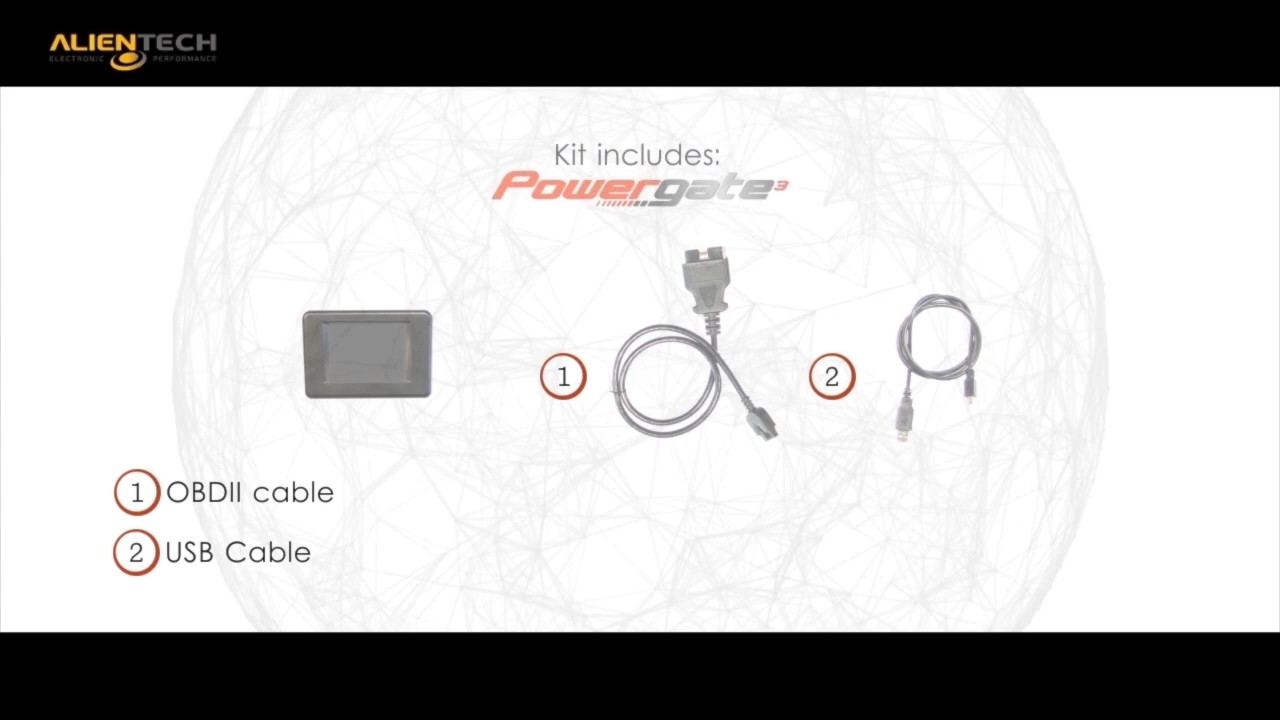 ALIENTECH
ELECTRONIC PERFORMANCE
Kit includes:
Powergate3
1 2
1 OBDII cable
2 USB Cable